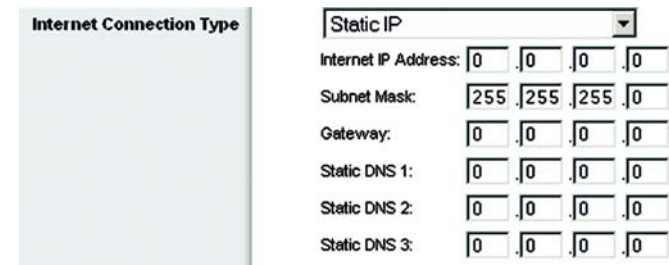 Internet Connection Type
Static IP
Internet IP Address: 0 . 0 . 0 . 0
Subnet Mask: 255 . 255 . 255 . 0
Gateway: 0 . 0 . 0 . 0
Static DNS 1: 0 . 0 . 0 . 0
Static DNS 2: 0 . 0 . 0 . 0
Static DNS 3: 0 . 0 . 0 . 0